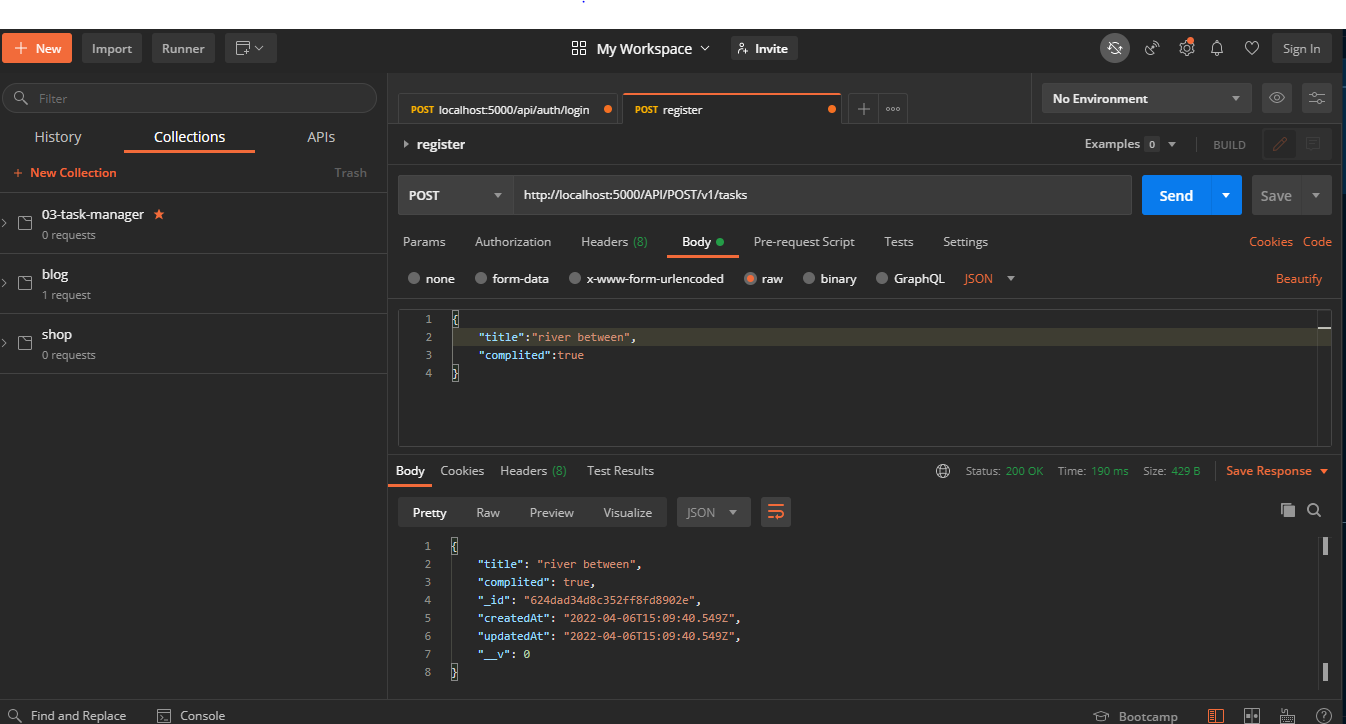 + New Import Runner My Workspace Invite Sign In
Filter
History Collections APIs
+ New Collection Trash
03-task-manager
0 requests
blog
1 request
shop
0 requests
POST localhost:5000/api/auth/login POST register + ooo No Environment
register Examples 0 BUILD
POST http://localhost:5000/API/POST/v1/tasks Send Save
Params Authorization Headers (8) Body Pre-request Script Tests Settings Cookies Code
none form-data x-www-form-urlencoded raw binary GraphQL JSON Beautify
1 {
2 "title":"river between",
3 "complited":true
4 }
Body Cookies Headers (8) Test Results Status: 200 OK Time: 190 ms Size: 429 B Save Response
Pretty Raw Preview Visualize JSON
1 {
2 "title": "river between",
3 "complited": true,
4 "_id": "624dad34d8c352ff8fd8902e",
5 "createdAt": "2022-04-06T15:09:40.549Z",
6 "updatedAt": "2022-04-06T15:09:40.549Z",
7 "__v": 0
8 }
Find and Replace Console Bootcamp